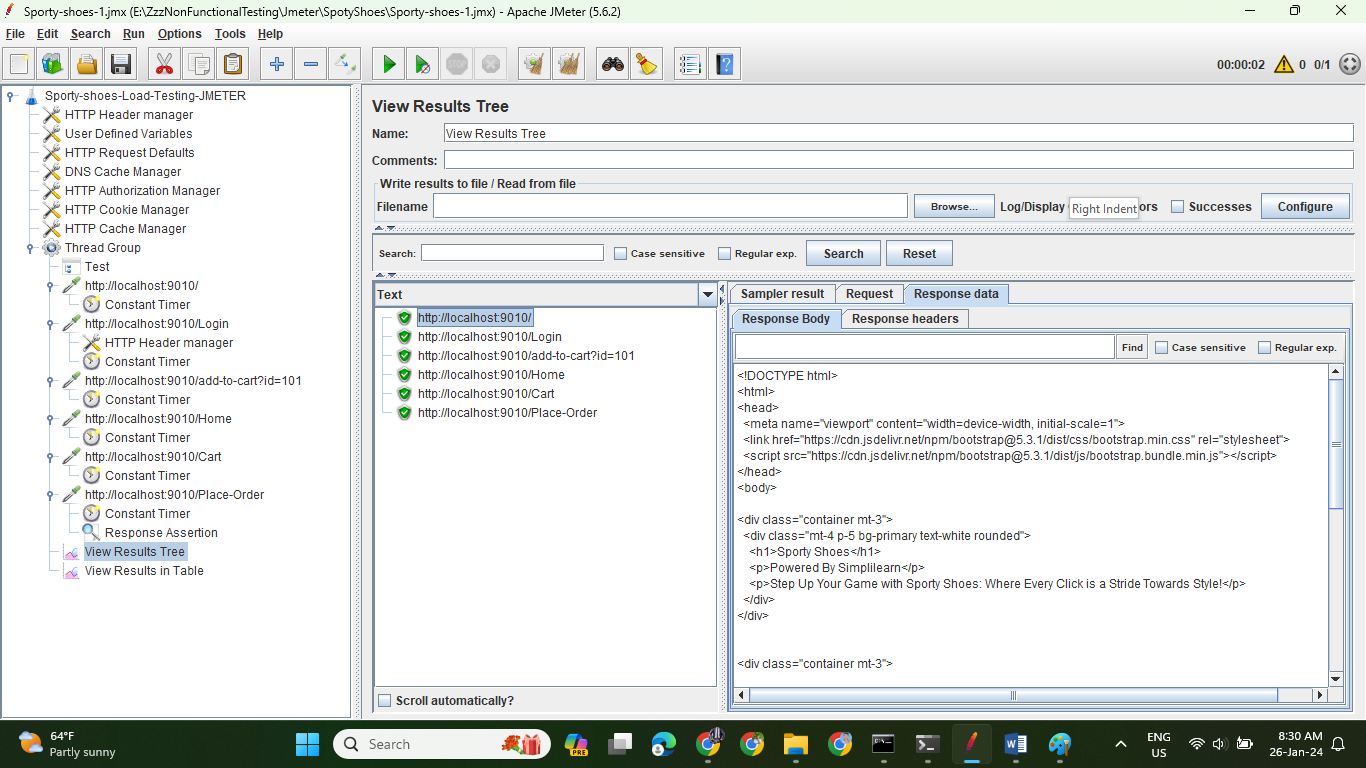 Sporty-shoes-1.jmx (E:\ZzzNonFunctionalTesting\Jmeter\SpotyShoes\Sporty-shoes-1.jmx) - Apache JMeter (5.6.2)
File Edit Search Run Options Tools Help
STOP
00:00:02 0 0/1
Sporty-shoes-Load-Testing-JMETER
HTTP Header manager
User Defined Variables
HTTP Request Defaults
DNS Cache Manager
HTTP Authorization Manager
HTTP Cookie Manager
HTTP Cache Manager
Thread Group
Test
http://localhost:9010/
Constant Timer
http://localhost:9010/Login
HTTP Header manager
Constant Timer
http://localhost:9010/add-to-cart?id=101
Constant Timer
http://localhost:9010/Home
Constant Timer
http://localhost:9010/Cart
Constant Timer
http://localhost:9010/Place-Order
Constant Timer
Response Assertion
View Results Tree
View Results in Table
View Results Tree
Name: View Results Tree
Comments:
Write results to file / Read from file
Filename Browse... Log/Display Right Indent ors Successes Configure
Search: Case sensitive Regular exp. Search Reset
Text
http://localhost:9010/
http://localhost:9010/Login
http://localhost:9010/add-to-cart?id=101
http://localhost:9010/Home
http://localhost:9010/Cart
http://localhost:9010/Place-Order
Scroll automatically?
Sampler result Request Response data
Response Body Response headers
Find Case sensitive Regular exp.
<!DOCTYPE html>
<html>
<head>
<meta name="viewport" content="width=device-width, initial-scale=1">
<link href="https://cdn.jsdelivr.net/npm/bootstrap@5.3.1/dist/css/bootstrap.min.css" rel="stylesheet">
<script src="https://cdn.jsdelivr.net/npm/bootstrap@5.3.1/dist/js/bootstrap.bundle.min.js"></script>
</head>
<body>
<div class="container mt-3">
<div class="mt-4 p-5 bg-primary text-white rounded">
<h1>Sporty Shoes</h1>
<p>Powered By Simplilearn</p>
<p>Step Up Your Game with Sporty Shoes: Where Every Click is a Stride Towards Style!</p>
</div>
</div>
<div class="container mt-3">
64°F
Partly sunny
Search
PRE
ENG
US
8:30 AM
26-Jan-24